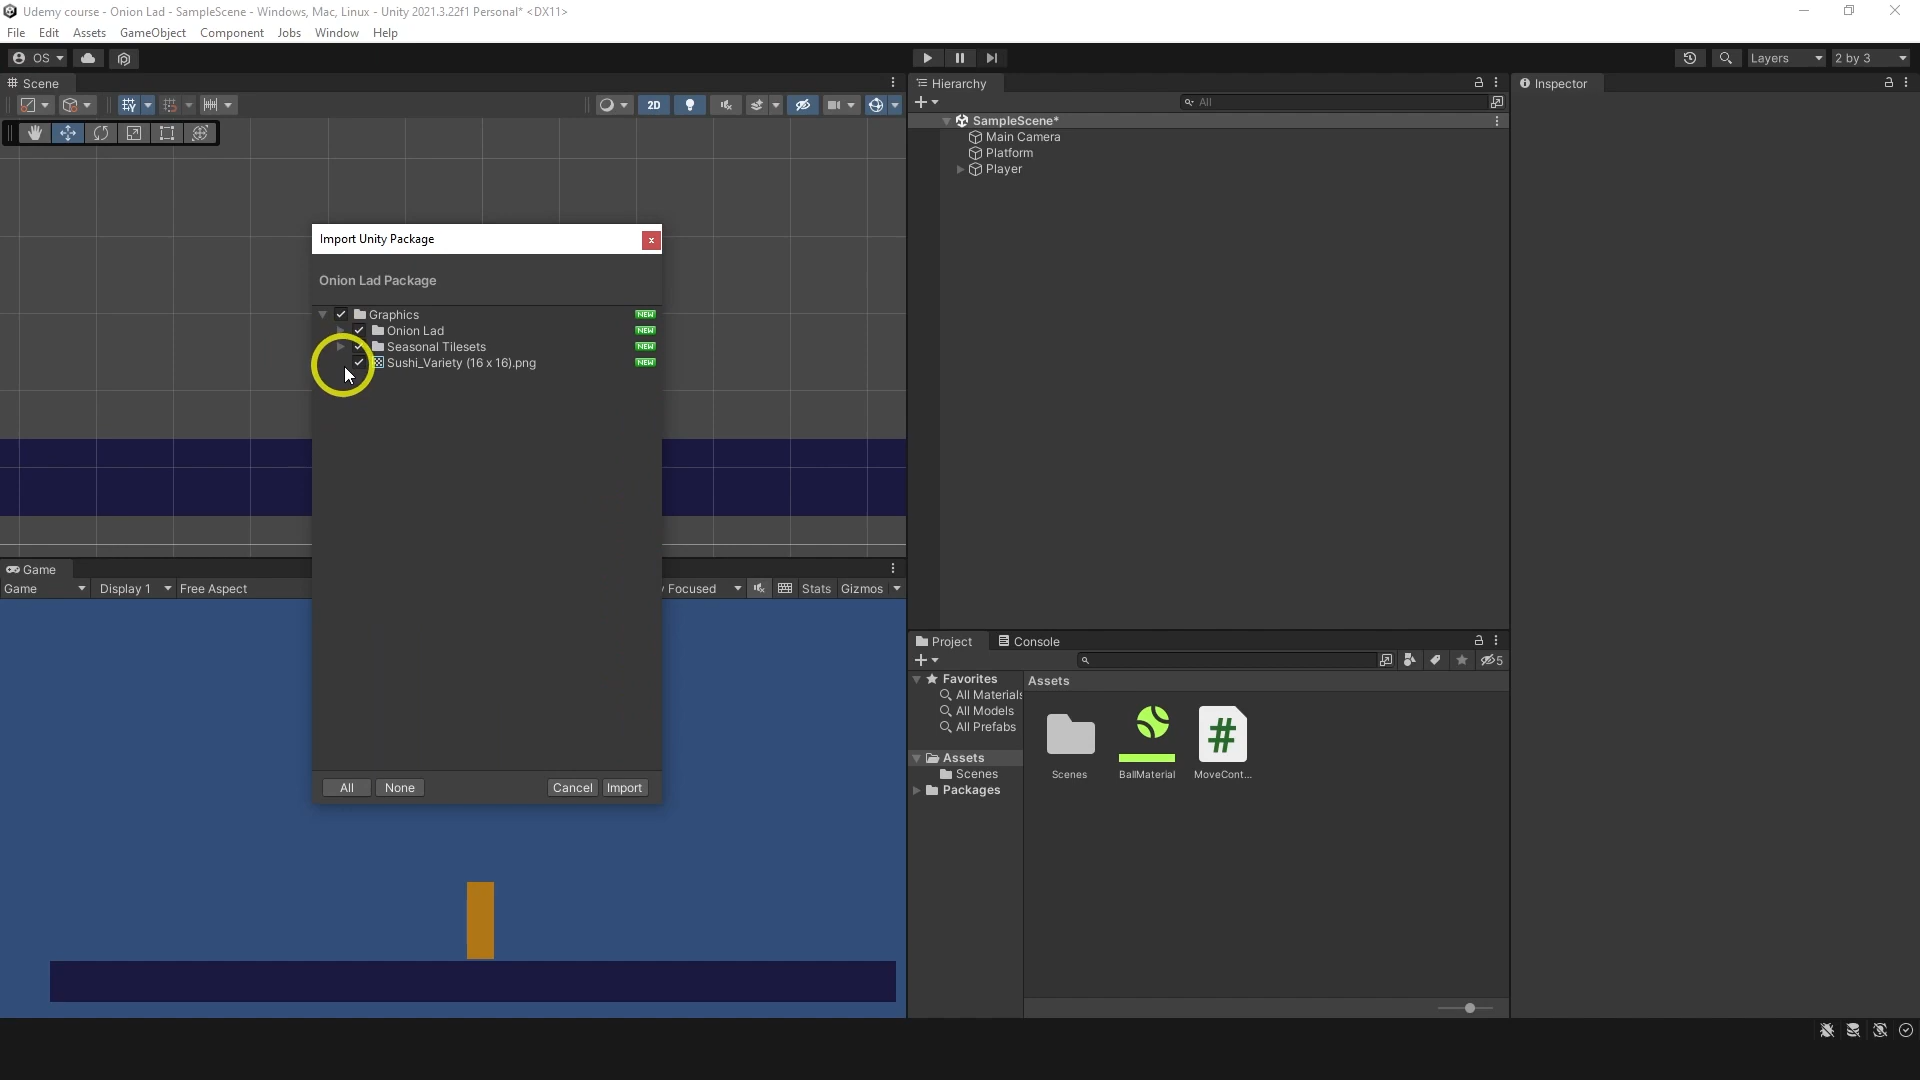 Udemy course - Onion Lad - SampleScene - Windows, Mac, Linux - Unity 2021.3.22f1 Personal* <DX11>
File Edit Assets GameObject Component Jobs Window Help
OS
Layers
2 by 3
Scene
2D
Hierarchy
All
SampleScene*
Main Camera
Platform
Player
Inspector
Import Unity Package
x
Onion Lad Package
Graphics NEW
Onion Lad NEW
Seasonal Tilesets NEW
Sushi_Variety (16 x 16).png NEW
All None Cancel Import
Game
Game Display 1 Free Aspect
Focused Stats Gizmos
Project Console
5
Favorites
All Materials
All Models
All Prefabs
Assets
Scenes
Packages
Assets
Scenes
BallMaterial
#
MoveCont...